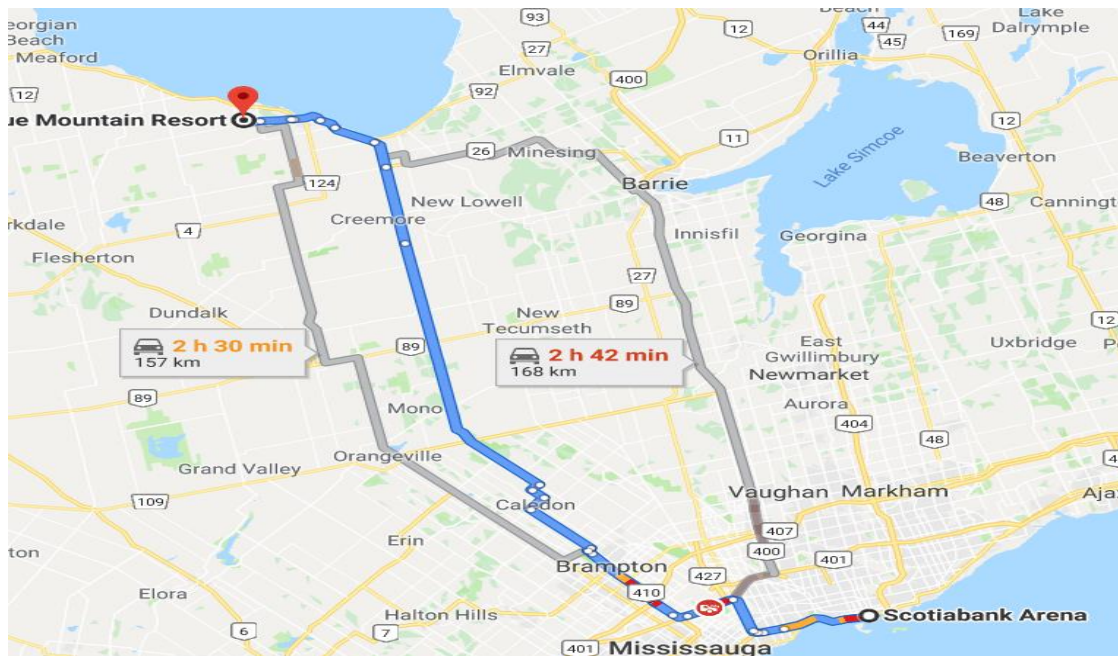 eorgian
Beach
Meaford
12
93
27
Elmvale
92
400
12
Beach
44
45
Orillia
169
Lake
Dalrymple
ue Mountain Resort
26
Minesing
11
Barrie
Lake Simcoe
12
Beaverton
124
New Lowell
Creemore
rkdale
4
Flesherton
Innisfil
Georgina
48
Canningt
27
89
Dundalk
New
Tecumseth
2 h 30 min
157 km
89
2 h 42 min
168 km
East
Gwillimbury
Newmarket
Uxbridge
12
P
89
Mono
Aurora
404
48
Grand Valley
Orangeville
4
109
Caledon
Vaughan
Markham
Aja
Erin
407
400
401
ton
Brampton
427
410
Elora
Halton Hills
Scotiabank Arena
6
7
401
Mississauga